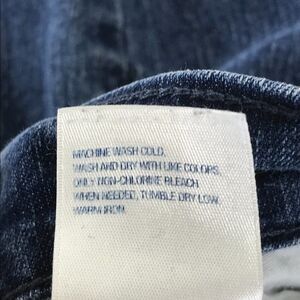 MACHINE WASH COLD.
WASH AND DRY WITH LIKE COLORS.
ONLY NON-CHLORINE BLEACH
WHEN NEEDED, TUMBLE DRY LOW.
WARM IRON.